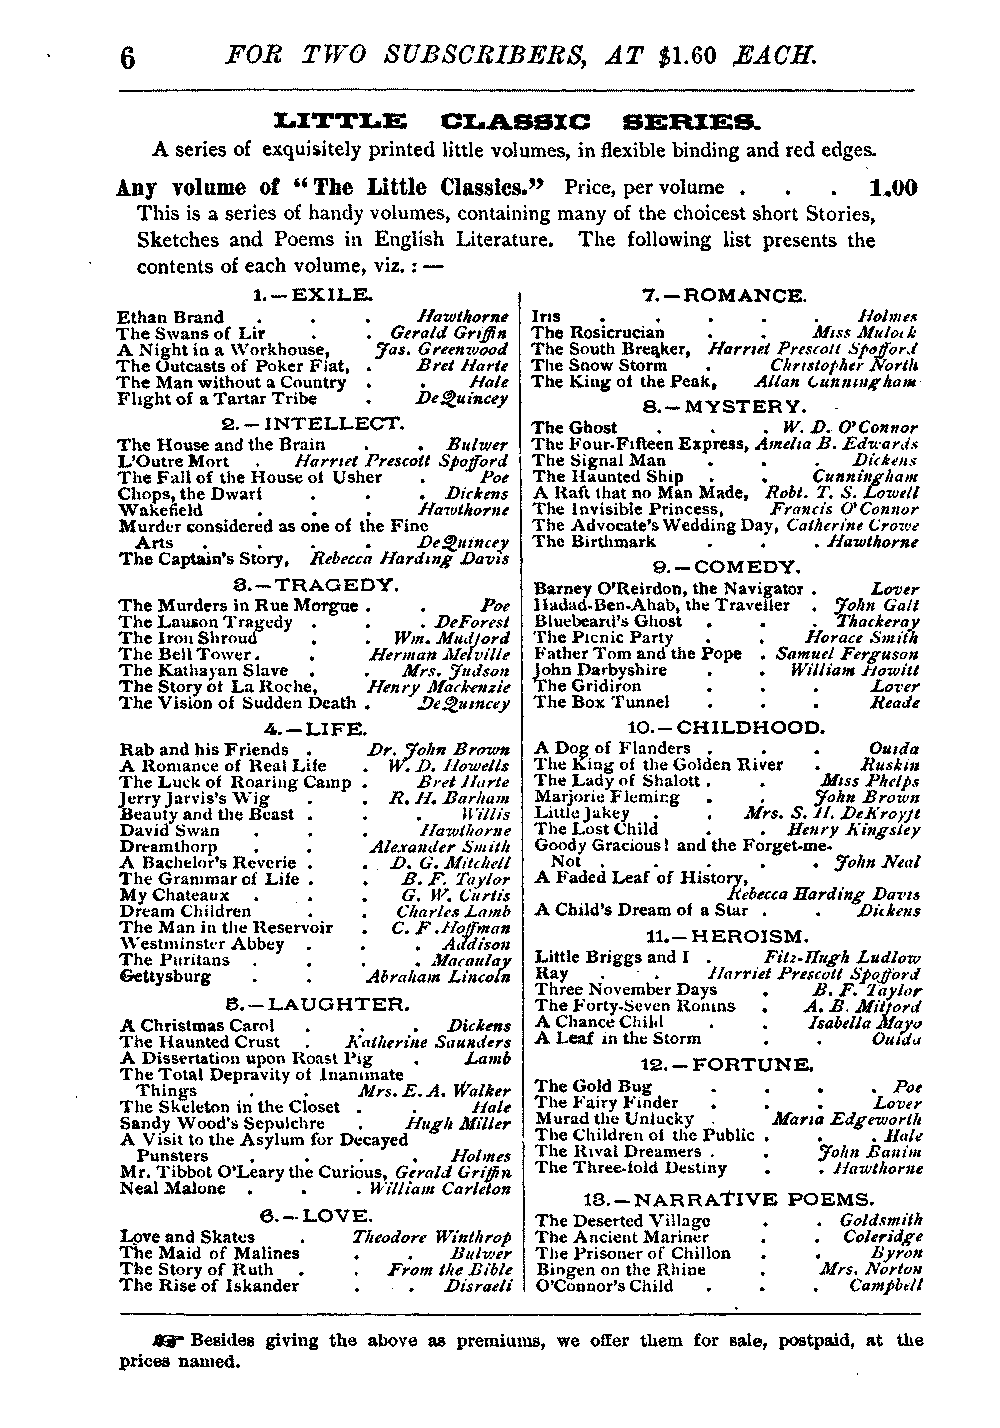 6 FOR TWO SUBSCRIBERS, AT $1.60 EACH.
LITTLE CLASSIC SERIES.
A series of exquisitely printed little volumes, in flexible binding and red edges.
Any volume of "The Little Classics." Price, per volume . . . 1.00
This is a series of handy volumes, containing many of the choicest short Stories,
Sketches and Poems in English Literature. The following list presents the
contents of each volume, viz. : —
1. — EXILE.
Ethan Brand . . . Hawthorne
The Swans of Lir . . Gerald Griffin
A Night in a Workhouse, Jas. Greenwood
The Outcasts of Poker Flat, . Bret Harte
The Man without a Country . . Hale
Flight of a Tartar Tribe . DeQuincey
2. — INTELLECT.
The House and the Brain . . Bulwer
L'Outre Mort . Harriet Prescott Spofford
The Fall of the House of Usher . Poe
Chops, the Dwarf . . . Dickens
Wakefield . . . Hawthorne
Murder considered as one of the Fine
Arts . . . . DeQuincey
The Captain's Story, Rebecca Harding Davis
3. — TRAGEDY.
The Murders in Rue Morgue . . Poe
The Lauson Tragedy . . . DeForest
The Iron Shroud . . Wm. Mudford
The Bell Tower . . Herman Melville
The Kathayan Slave . . Mrs. Judson
The Story of La Roche, Henry Mackenzie
The Vision of Sudden Death . DeQuincey
4. — LIFE.
Rab and his Friends . Dr. John Brown
A Romance of Real Life . W. D. Howells
The Luck of Roaring Camp . Bret Harte
Jerry Jarvis's Wig . . R. H. Barham
Beauty and the Beast . . . Willis
David Swan . . . Hawthorne
Dreamthorp . . Alexander Smith
A Bachelor's Reverie . . D. G. Mitchell
The Grammar of Life . . B. F. Taylor
My Chateaux . . . G. W. Curtis
Dream Children . . Charles Lamb
The Man in the Reservoir . C. F. Hoffman
Westminster Abbey . . . Addison
The Puritans . . . . Macaulay
Gettysburg . . Abraham Lincoln
5. — LAUGHTER.
A Christmas Carol . . . Dickens
The Haunted Crust . Katherine Saunders
A Dissertation upon Roast Pig . Lamb
The Total Depravity of Inanimate
Things . . Mrs. E. A. Walker
The Skeleton in the Closet . . Hale
Sandy Wood's Sepulchre . Hugh Miller
A Visit to the Asylum for Decayed
Punsters . . . . Holmes
Mr. Tibbot O'Leary the Curious, Gerald Griffin
Neal Malone . . . William Carleton
6. — LOVE.
Love and Skates . Theodore Winthrop
The Maid of Malines . . Bulwer
The Story of Ruth . . From the Bible
The Rise of Iskander . . Disraeli
7. — ROMANCE.
Iris . . . . . Holmes
The Rosicrucian . . Miss Mulock
The South Breaker, Harriet Prescott Spofford
The Snow Storm . Christopher North
The King of the Peak, Allan Cunningham
8. — MYSTERY.
The Ghost . . . W. D. O'Connor
The Four-Fifteen Express, Amelia B. Edwards
The Signal Man . . . Dickens
The Haunted Ship . . Cunningham
A Raft that no Man Made, Robt. T. S. Lowell
The Invisible Princess, Francis O'Connor
The Advocate's Wedding Day, Catherine Crowe
The Birthmark . . . Hawthorne
9. — COMEDY.
Barney O'Reirdon, the Navigator . Lover
Hadad-Ben-Ahab, the Traveller . John Galt
Bluebeard's Ghost . . . Thackeray
The Picnic Party . . Horace Smith
Father Tom and the Pope . Samuel Ferguson
John Darbyshire . . William Howitt
The Gridiron . . . Lover
The Box Tunnel . . . Reade
10. — CHILDHOOD.
A Dog of Flanders . . . Ouida
The King of the Golden River . Ruskin
The Lady of Shalott . . Miss Phelps
Marjorie Fleming . . John Brown
Little Jakey . . Mrs. S. H. DeKroyft
The Lost Child . . Henry Kingsley
Goody Gracious! and the Forget-me-
Not . . . . . John Neal
A Faded Leaf of History,
Rebecca Harding Davis
A Child's Dream of a Star . . Dickens
11. — HEROISM.
Little Briggs and I . Fitz-Hugh Ludlow
Ray . . Harriet Prescott Spofford
Three November Days . B. F. Taylor
The Forty-Seven Ronins . A. B. Mitford
A Chance Child . . Isabella Mayo
A Leaf in the Storm . . Ouida
12. — FORTUNE.
The Gold Bug . . . . Poe
The Fairy Finder . . . Lover
Murad the Unlucky . Maria Edgeworth
The Children of the Public . . . Hale
The Rival Dreamers . . John Banim
The Three-fold Destiny . . Hawthorne
13. — NARRATIVE POEMS.
The Deserted Village . . Goldsmith
The Ancient Mariner . . Coleridge
The Prisoner of Chillon . . Byron
Bingen on the Rhine . Mrs. Norton
O'Connor's Child . . . Campbell
☞ Besides giving the above as premiums, we offer them for sale, postpaid, at the
prices named.